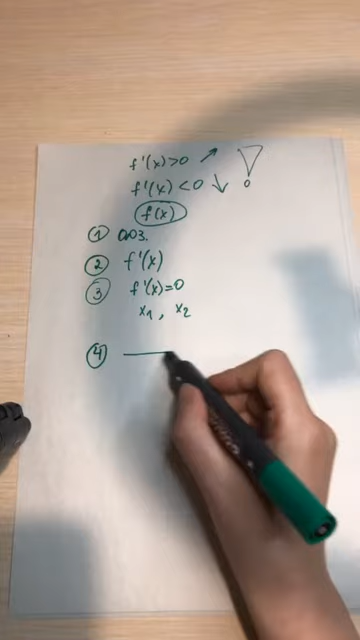 f'(x)>0 ↗
f'(x)<0 ↘
f(x)
① ООЗ.
② f'(x)
③ f'(x)=0
x₁, x₂
④